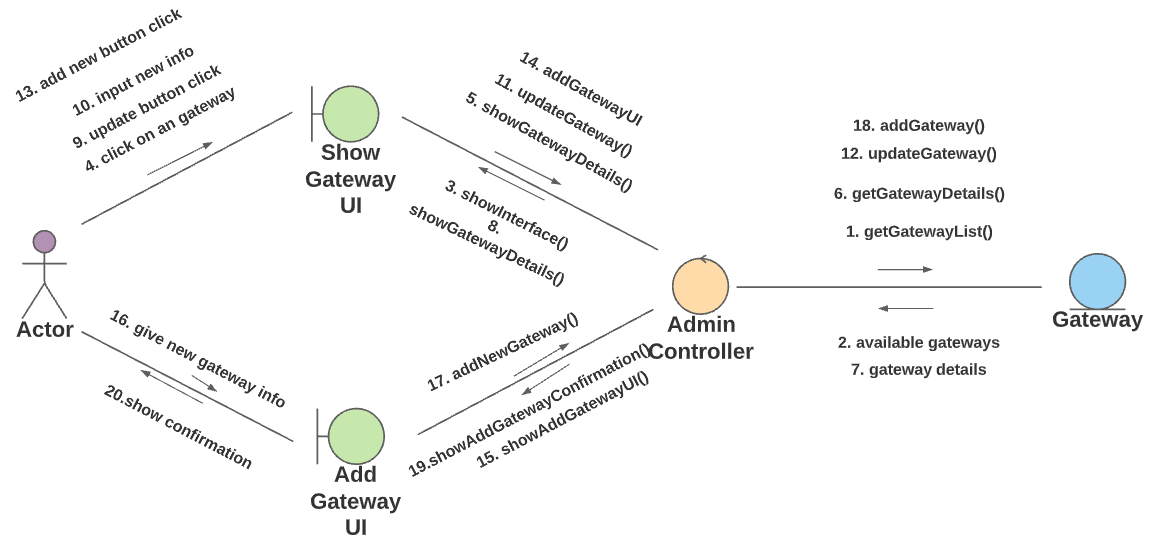 13. add new button click
10. input new info
9. update button click
4. click on an gateway
Show
Gateway
UI
14. addGatewayUI
11. updateGateway()
5. showGatewayDetails()
3. showInterface()
8.
showGatewayDetails()
18. addGateway()
12. updateGateway()
6. getGatewayDetails()
1. getGatewayList()
Actor
Admin
Controller
Gateway
2. available gateways
7. gateway details
16. give new gateway info
20.show confirmation
17. addNewGateway()
19.showAddGatewayConfirmation()
15. showAddGatewayUI()
Add
Gateway
UI